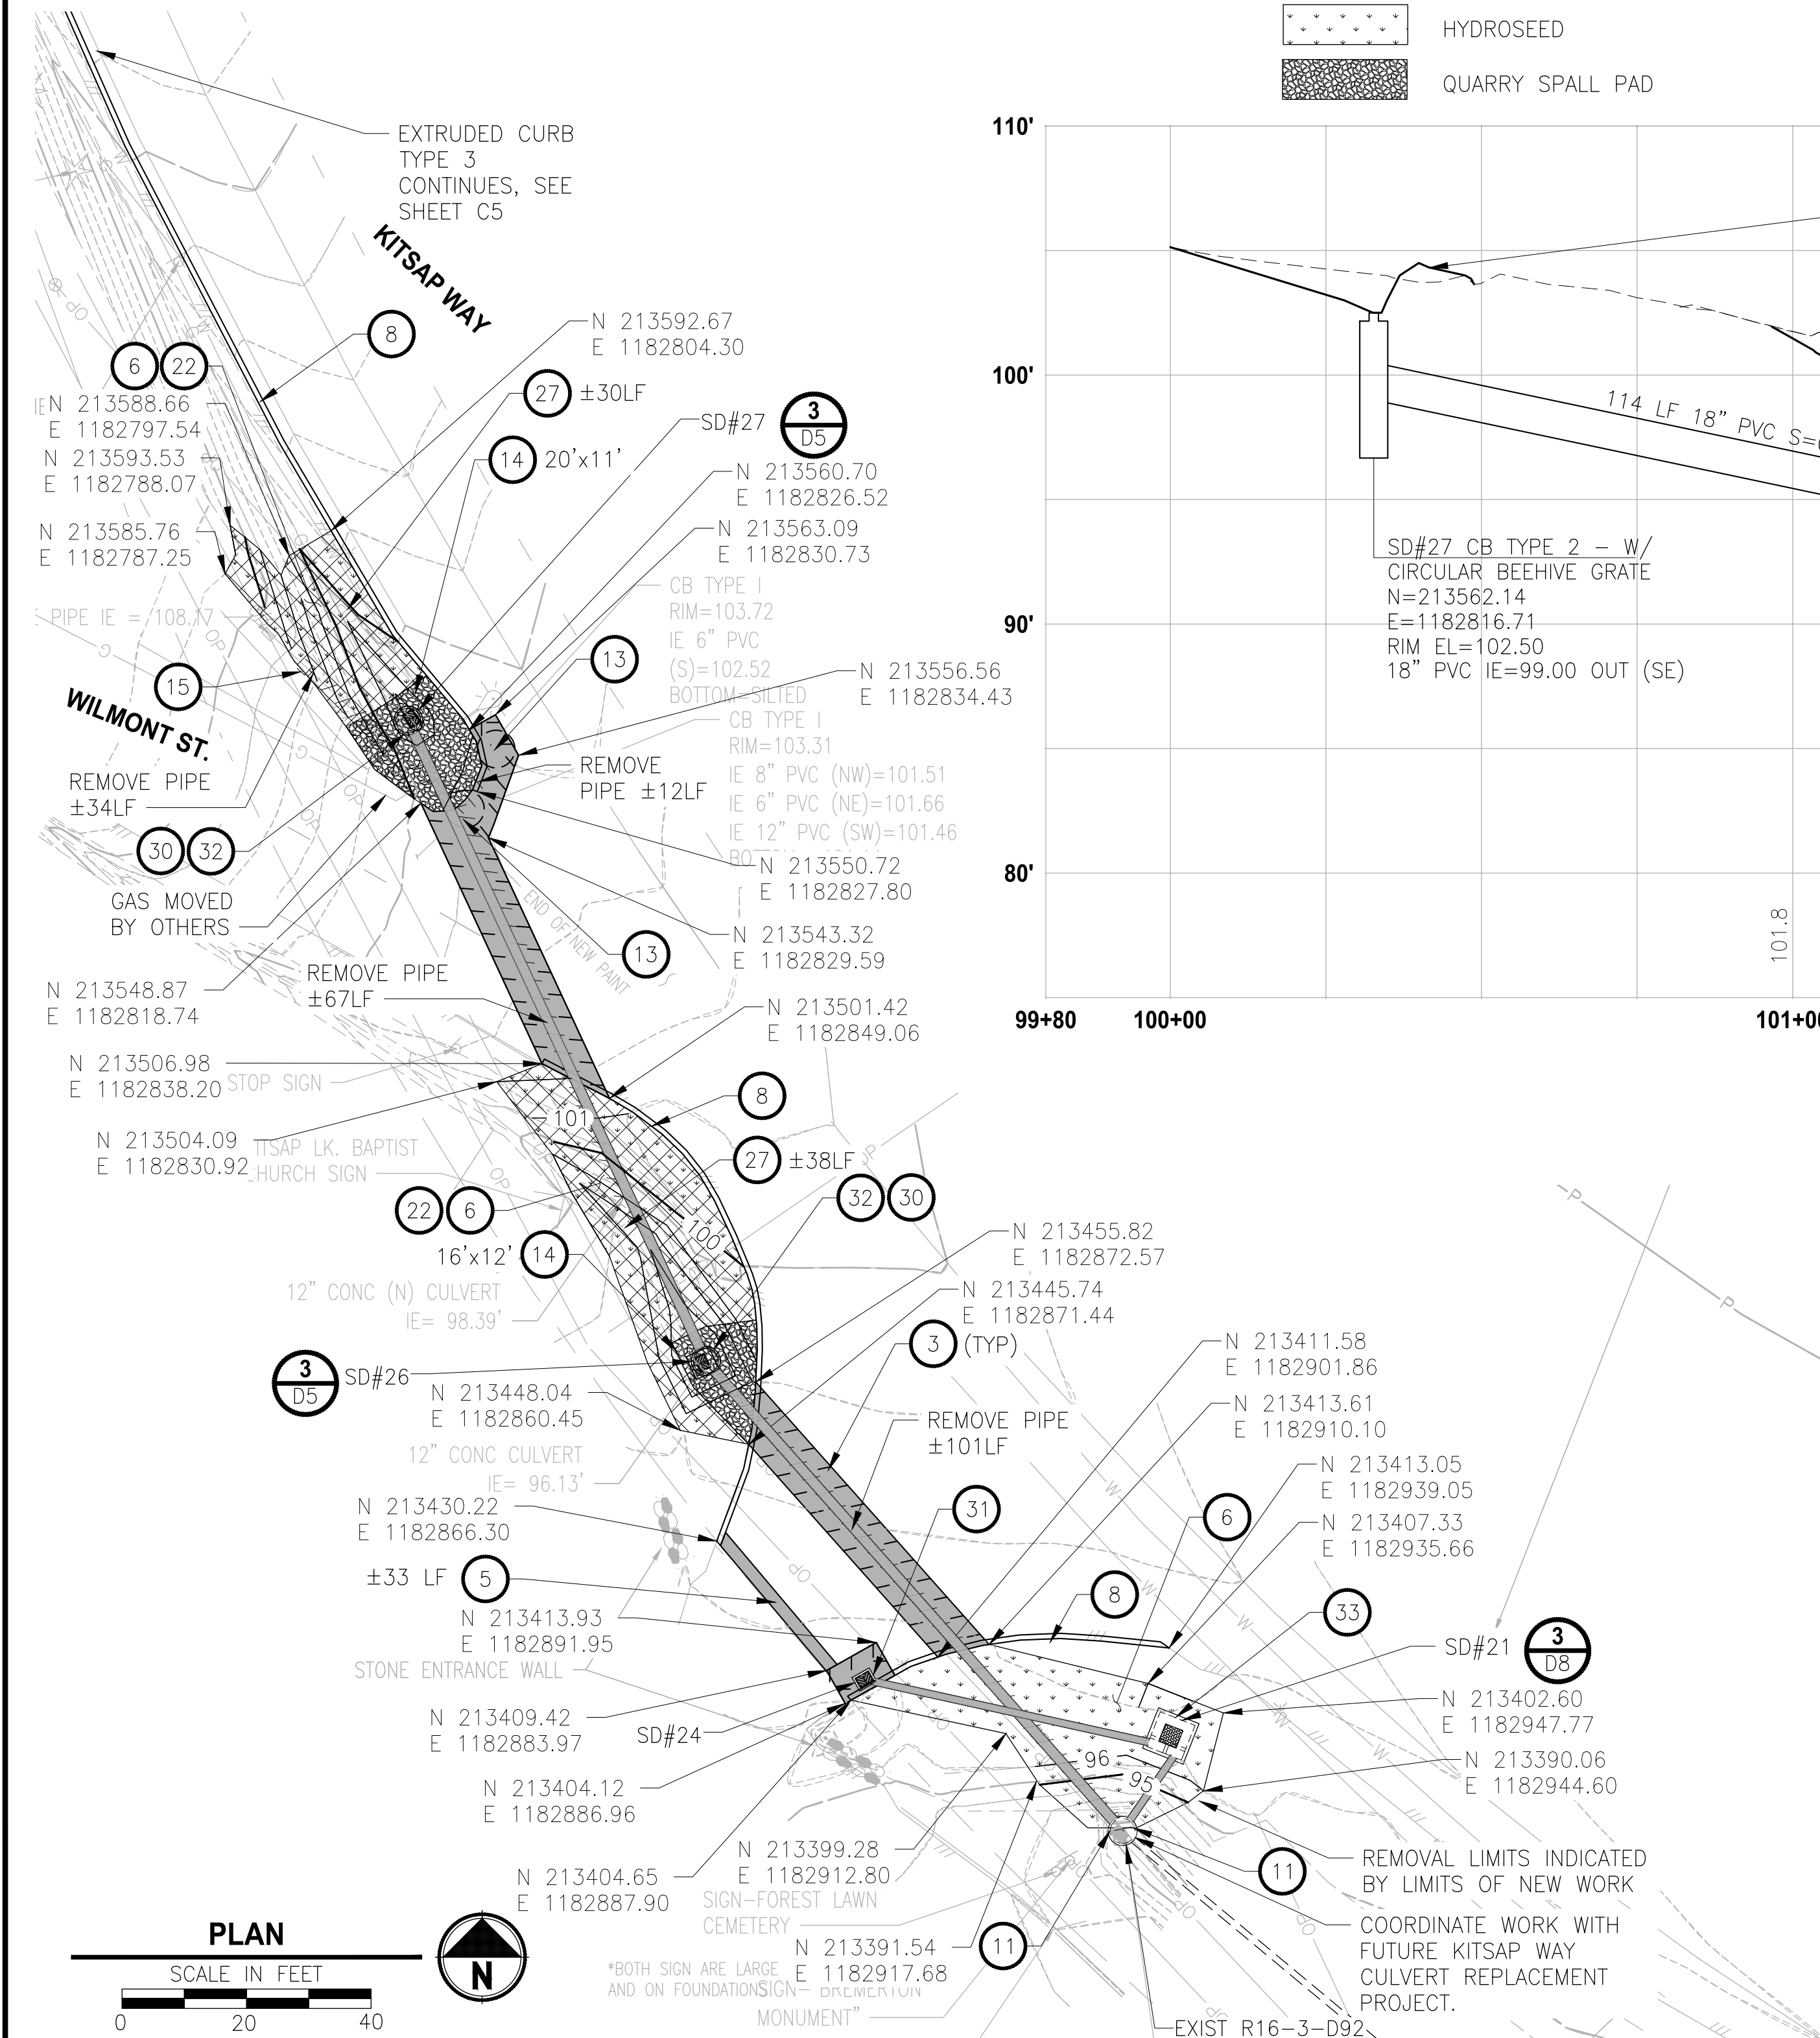 HYDROSEED
QUARRY SPALL PAD
EXTRUDED CURB
TYPE 3
CONTINUES, SEE
SHEET C5
KITSAP WAY
8
N 213592.67
E 1182804.30
6
22
27
±30LF
N 213588.66
E 1182797.54
SD#27
3
D5
14
20'x11'
N 213593.53
E 1182788.07
N 213560.70
E 1182826.52
N 213585.76
E 1182787.25
N 213563.09
E 1182830.73
CB TYPE I
RIM=103.72
IE 6" PVC
(S)=102.52
BOTTOM=SILTED
PIPE IE = 108.17
G
OP
15
13
N 213556.56
E 1182834.43
WILMONT ST.
CB TYPE I
RIM=103.31
IE 8" PVC (NW)=101.51
IE 6" PVC (NE)=101.66
IE 12" PVC (SW)=101.46
REMOVE PIPE
±34LF
REMOVE
PIPE ±12LF
30
32
N 213550.72
E 1182827.80
GAS MOVED
BY OTHERS
END OF NEW PAINT
13
N 213543.32
E 1182829.59
REMOVE PIPE
±67LF
N 213548.87
E 1182818.74
N 213501.42
E 1182849.06
N 213506.98
E 1182838.20
STOP SIGN
8
101
N 213504.09
E 1182830.92
LK. BAPTIST
SIGN
27
±38LF
22
6
32
30
100
16'x12'
14
N 213455.82
E 1182872.57
12" CONC (N) CULVERT
IE= 98.39'
N 213445.74
E 1182871.44
3
(TYP)
N 213411.58
E 1182901.86
3
D5
SD#26
N 213448.04
E 1182860.45
N 213413.61
E 1182910.10
REMOVE PIPE
±101LF
12" CONC CULVERT
IE= 96.13'
N 213413.05
E 1182939.05
N 213430.22
E 1182866.30
31
6
N 213407.33
E 1182935.66
±33 LF
5
8
33
N 213413.93
E 1182891.95
SD#21
3
D8
STONE ENTRANCE WALL
N 213409.42
E 1182883.97
SD#24
N 213402.60
E 1182947.77
96
95
N 213390.06
E 1182944.60
N 213404.12
E 1182886.96
N 213399.28
E 1182912.80
11
REMOVAL LIMITS INDICATED
BY LIMITS OF NEW WORK
N 213404.65
E 1182887.90
SIGN-FOREST LAWN
CEMETERY
COORDINATE WORK WITH
FUTURE KITSAP WAY
CULVERT REPLACEMENT
PROJECT.
N 213391.54
E 1182917.68
11
*BOTH SIGN ARE LARGE
AND ON FOUNDATIONS
SIGN- BREMERTON
MONUMENT"
EXIST R16-3-D92
PLAN
SCALE IN FEET
0 20 40
N
110'
100'
90'
80'
114 LF 18" PVC
SD#27 CB TYPE 2 - W/
CIRCULAR BEEHIVE GRATE
N=213562.14
E=1182816.71
RIM EL=102.50
18" PVC IE=99.00 OUT (SE)
101.8
99+80 100+00